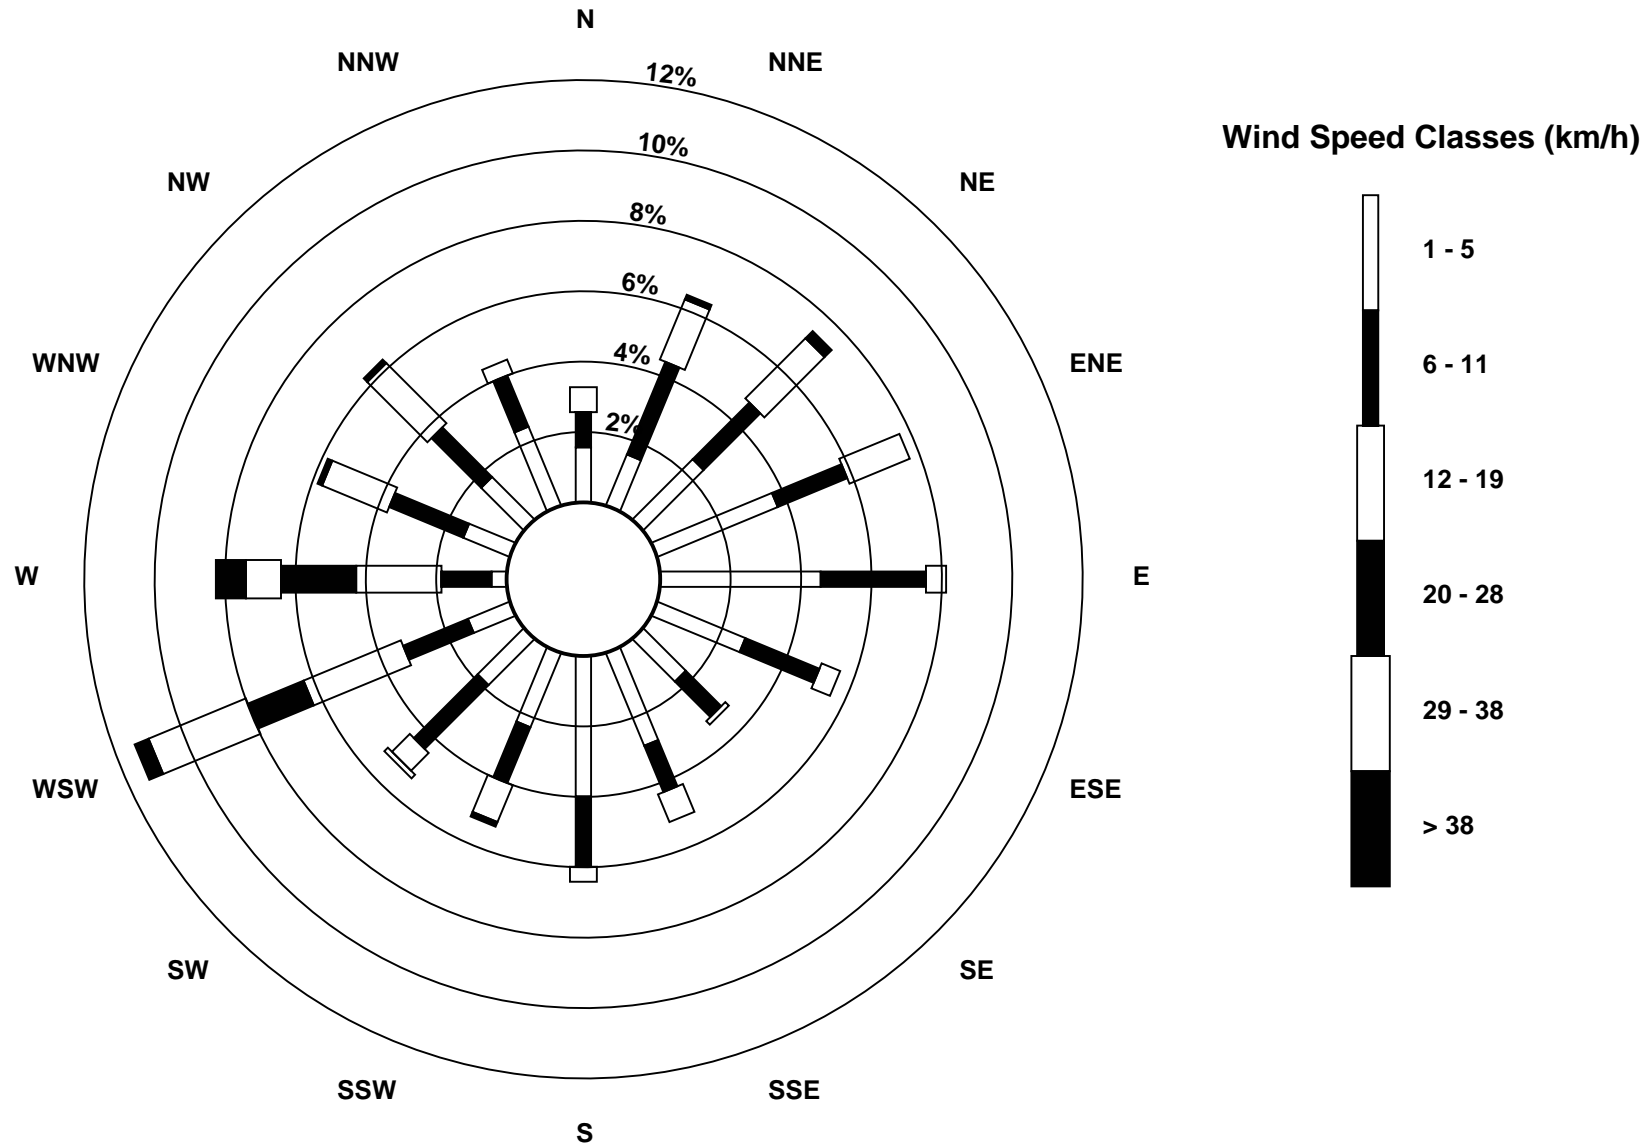 N
NNW
NNE
12%
Wind Speed Classes (km/h)
10%
NW
NE
8%
1 - 5
6%
4%
WNW
ENE
6 - 11
2%
12 - 19
W
E
20 - 28
29 - 38
WSW
ESE
> 38
SW
SE
SSW
SSE
S